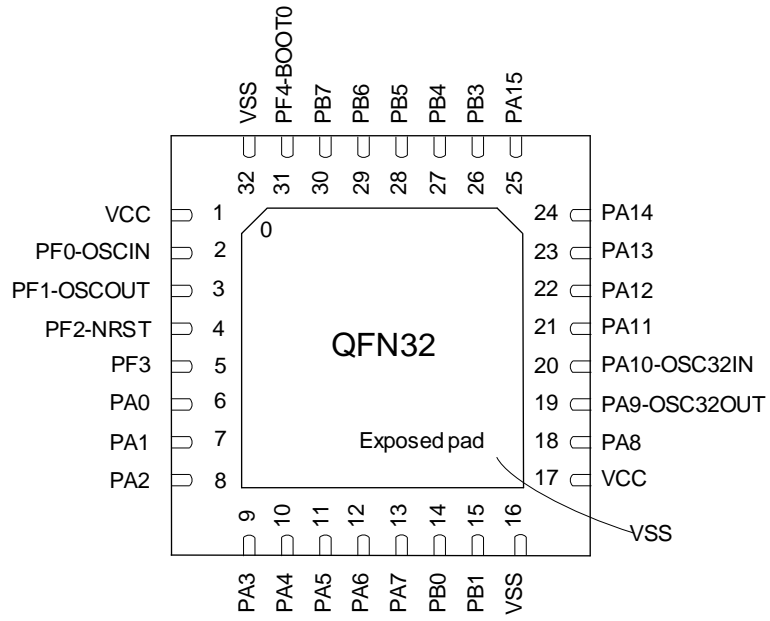 VSS
PF4-BOOT0
PB7
PB6
PB5
PB4
PB3
PA15
32
31
30
29
28
27
26
25
VCC 1
PF0-OSCIN 2
PF1-OSCOUT 3
PF2-NRST 4
PF3 5
PA0 6
PA1 7
PA2 8
0
QFN32
Exposed pad
24 PA14
23 PA13
22 PA12
21 PA11
20 PA10-OSC32IN
19 PA9-OSC32OUT
18 PA8
17 VCC
VSS
9
10
11
12
13
14
15
16
PA3
PA4
PA5
PA6
PA7
PB0
PB1
VSS